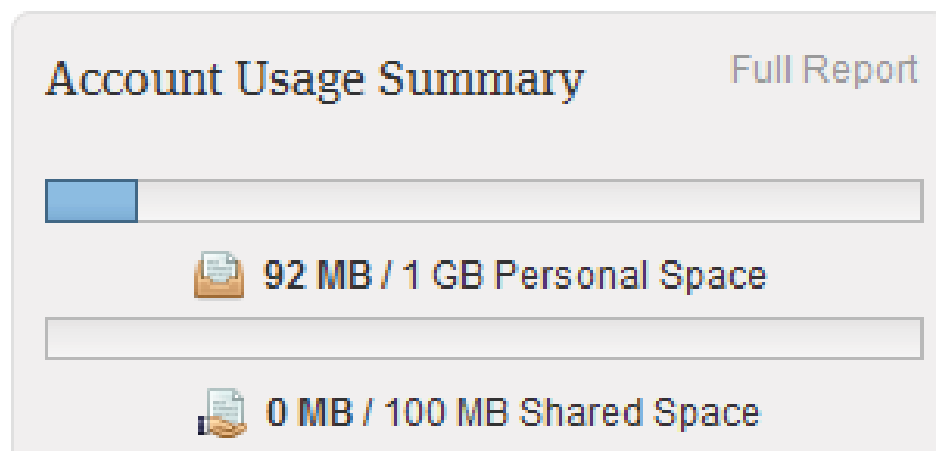 Account Usage Summary Full Report
92 MB / 1 GB Personal Space
0 MB / 100 MB Shared Space